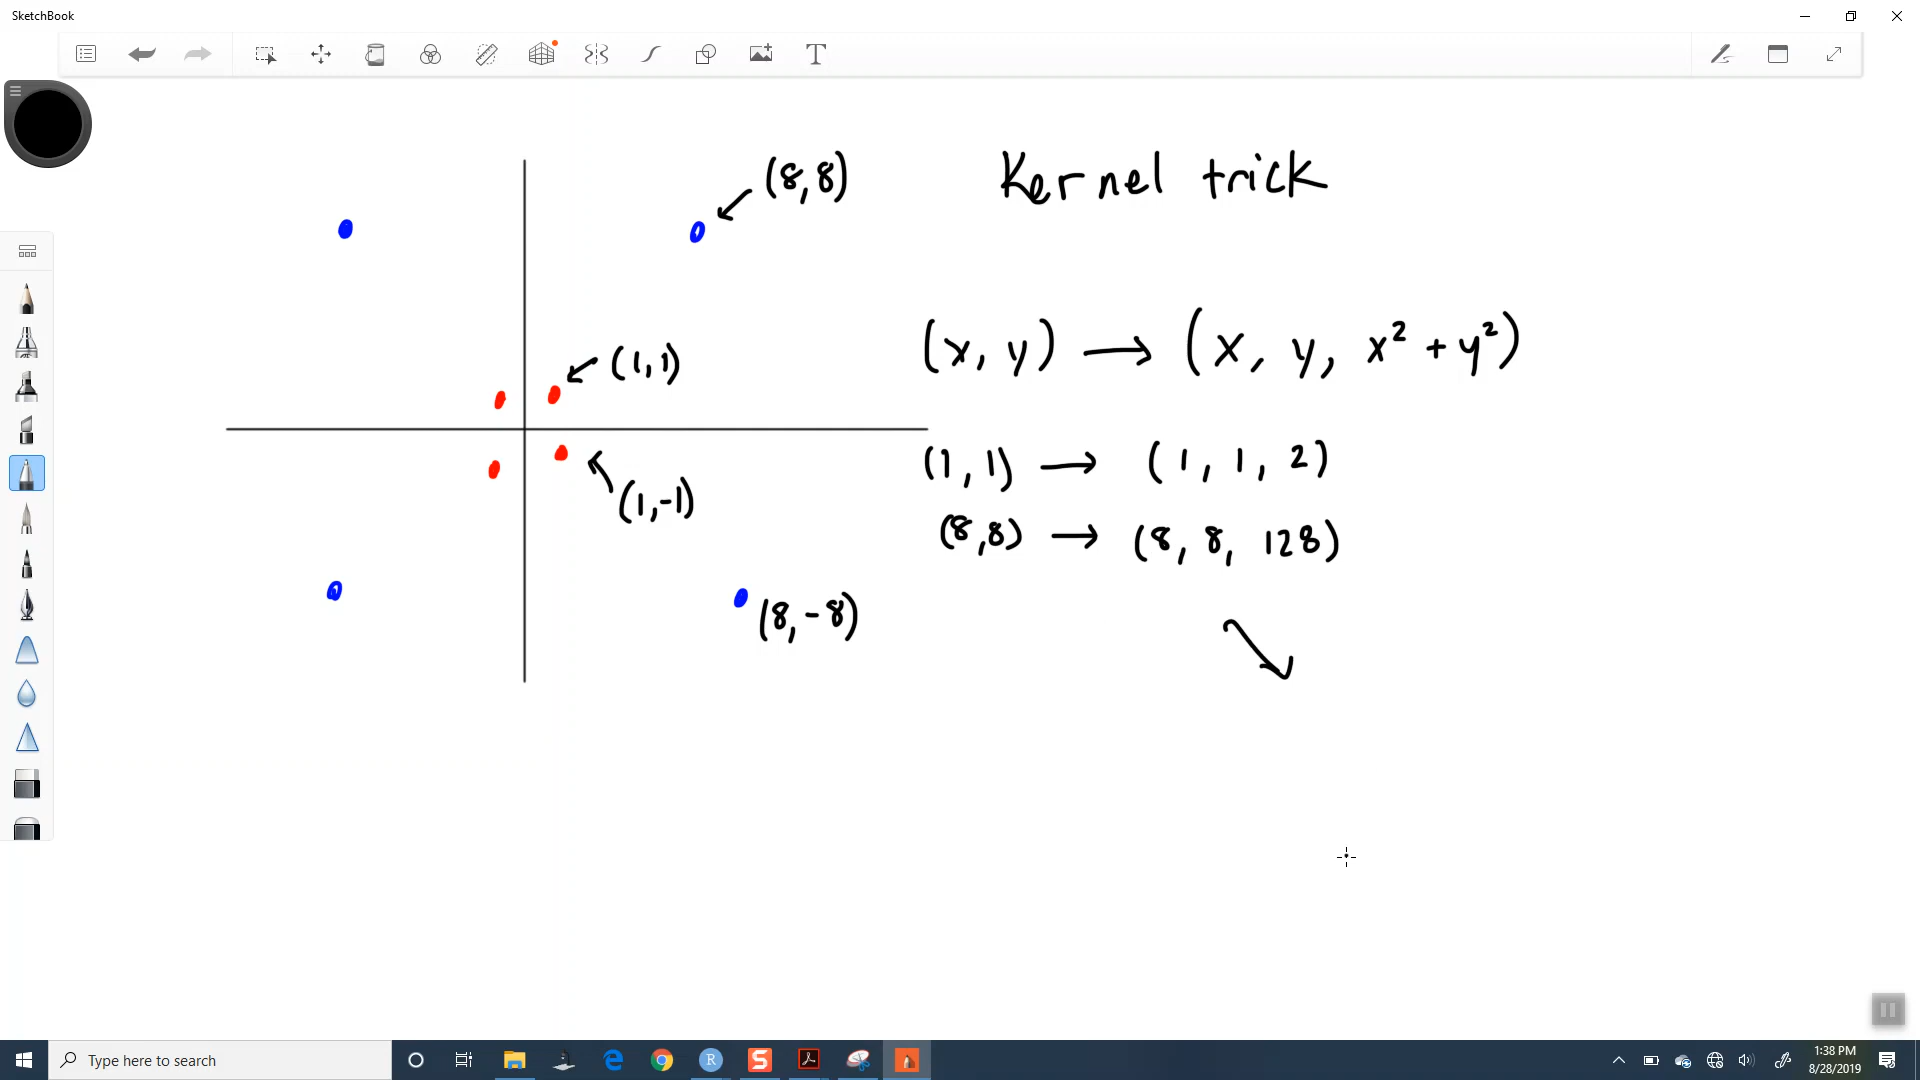 SketchBook
(8,8)
Kernel trick
(1,1)
(x, y) → (x, y, x² + y²)
(1,1) → (1, 1, 2)
(1,-1)
(8,8) → (8, 8, 128)
(8,-8)
Type here to search
1:38 PM
8/28/2019